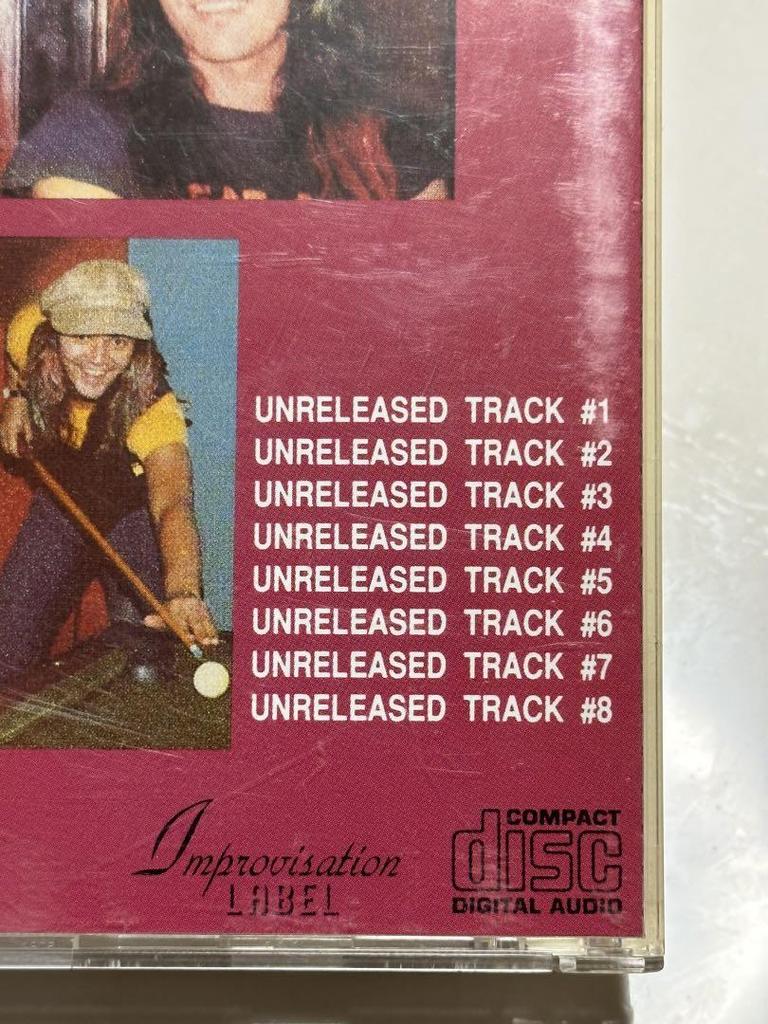 UNRELEASED TRACK #1
UNRELEASED TRACK #2
UNRELEASED TRACK #3
UNRELEASED TRACK #4
UNRELEASED TRACK #5
UNRELEASED TRACK #6
UNRELEASED TRACK #7
UNRELEASED TRACK #8
Improvisation
LABEL
COMPACT
disc
DIGITAL AUDIO